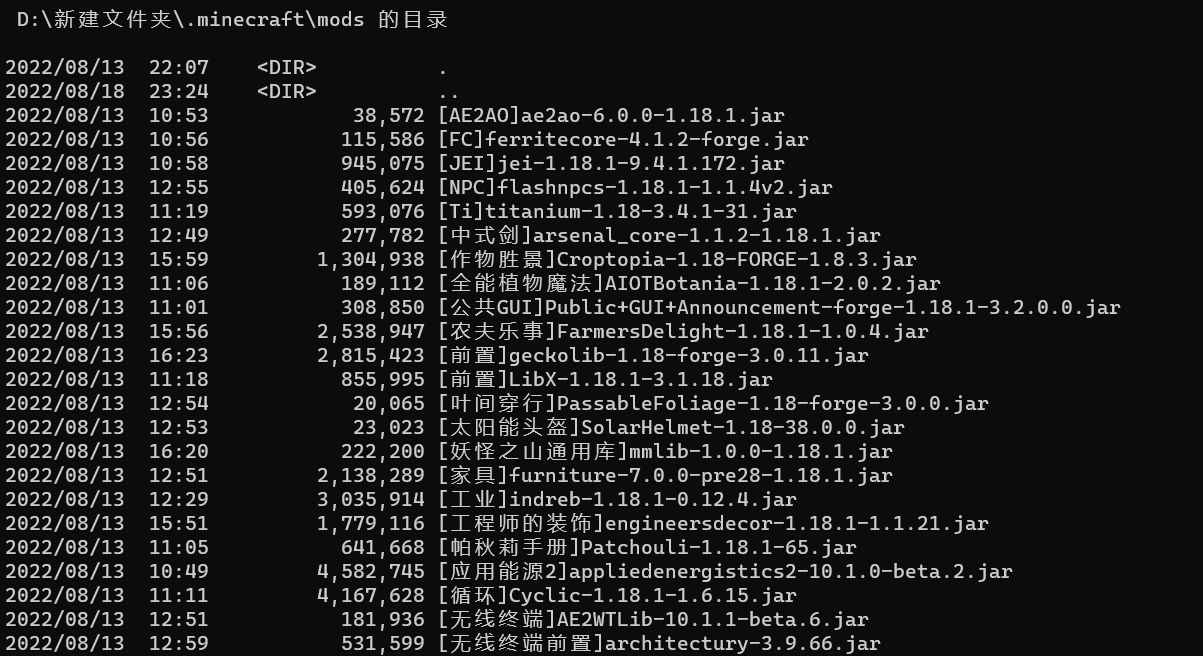 D:\新建文件夹\.minecraft\mods 的目录
2022/08/13  22:07    <DIR>          .
2022/08/18  23:24    <DIR>          ..
2022/08/13  10:53            38,572 [AE2AO]ae2ao-6.0.0-1.18.1.jar
2022/08/13  10:56           115,586 [FC]ferritecore-4.1.2-forge.jar
2022/08/13  10:58           945,075 [JEI]jei-1.18.1-9.4.1.172.jar
2022/08/13  12:55           405,624 [NPC]flashnpcs-1.18.1-1.1.4v2.jar
2022/08/13  11:19           593,076 [Ti]titanium-1.18-3.4.1-31.jar
2022/08/13  12:49           277,782 [中式剑]arsenal_core-1.1.2-1.18.1.jar
2022/08/13  15:59         1,304,938 [作物胜景]Croptopia-1.18-FORGE-1.8.3.jar
2022/08/13  11:06           189,112 [全能植物魔法]AIOTBotania-1.18.1-2.0.2.jar
2022/08/13  11:01           308,850 [公共GUI]Public+GUI+Announcement-forge-1.18.1-3.2.0.0.jar
2022/08/13  15:56         2,538,947 [农夫乐事]FarmersDelight-1.18.1-1.0.4.jar
2022/08/13  16:23         2,815,423 [前置]geckolib-1.18-forge-3.0.11.jar
2022/08/13  11:18           855,995 [前置]LibX-1.18.1-3.1.18.jar
2022/08/13  12:54            20,065 [叶间穿行]PassableFoliage-1.18-forge-3.0.0.jar
2022/08/13  12:53            23,023 [太阳能头盔]SolarHelmet-1.18-38.0.0.jar
2022/08/13  16:20           222,200 [妖怪之山通用库]mmlib-1.0.0-1.18.1.jar
2022/08/13  12:51         2,138,289 [家具]furniture-7.0.0-pre28-1.18.1.jar
2022/08/13  12:29         3,035,914 [工业]indreb-1.18.1-0.12.4.jar
2022/08/13  15:51         1,779,116 [工程师的装饰]engineersdecor-1.18.1-1.1.21.jar
2022/08/13  11:05           641,668 [帕秋莉手册]Patchouli-1.18.1-65.jar
2022/08/13  10:49         4,582,745 [应用能源2]appliedenergistics2-10.1.0-beta.2.jar
2022/08/13  11:11         4,167,628 [循环]Cyclic-1.18.1-1.6.15.jar
2022/08/13  12:51           181,936 [无线终端]AE2WTLib-10.1.1-beta.6.jar
2022/08/13  12:59           531,599 [无线终端前置]architectury-3.9.66.jar